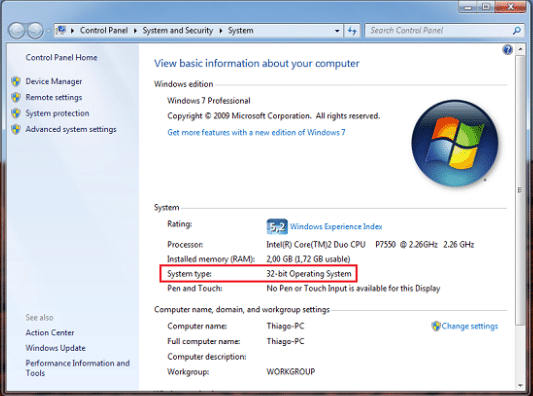 Control Panel ▸ System and Security ▸ System
Search Control Panel
Control Panel Home
Device Manager
Remote settings
System protection
Advanced system settings
See also
Action Center
Windows Update
Performance Information and
Tools
View basic information about your computer
Windows edition
Windows 7 Professional
Copyright © 2009 Microsoft Corporation. All rights reserved.
Get more features with a new edition of Windows 7
System
Rating: 5,2 Windows Experience Index
Processor: Intel(R) Core(TM)2 Duo CPU P7550 @ 2.26GHz 2.26 GHz
Installed memory (RAM): 2,00 GB (1,72 GB usable)
System type: 32-bit Operating System
Pen and Touch: No Pen or Touch Input is available for this Display
Computer name, domain, and workgroup settings
Computer name: Thiago-PC Change settings
Full computer name: Thiago-PC
Computer description:
Workgroup: WORKGROUP